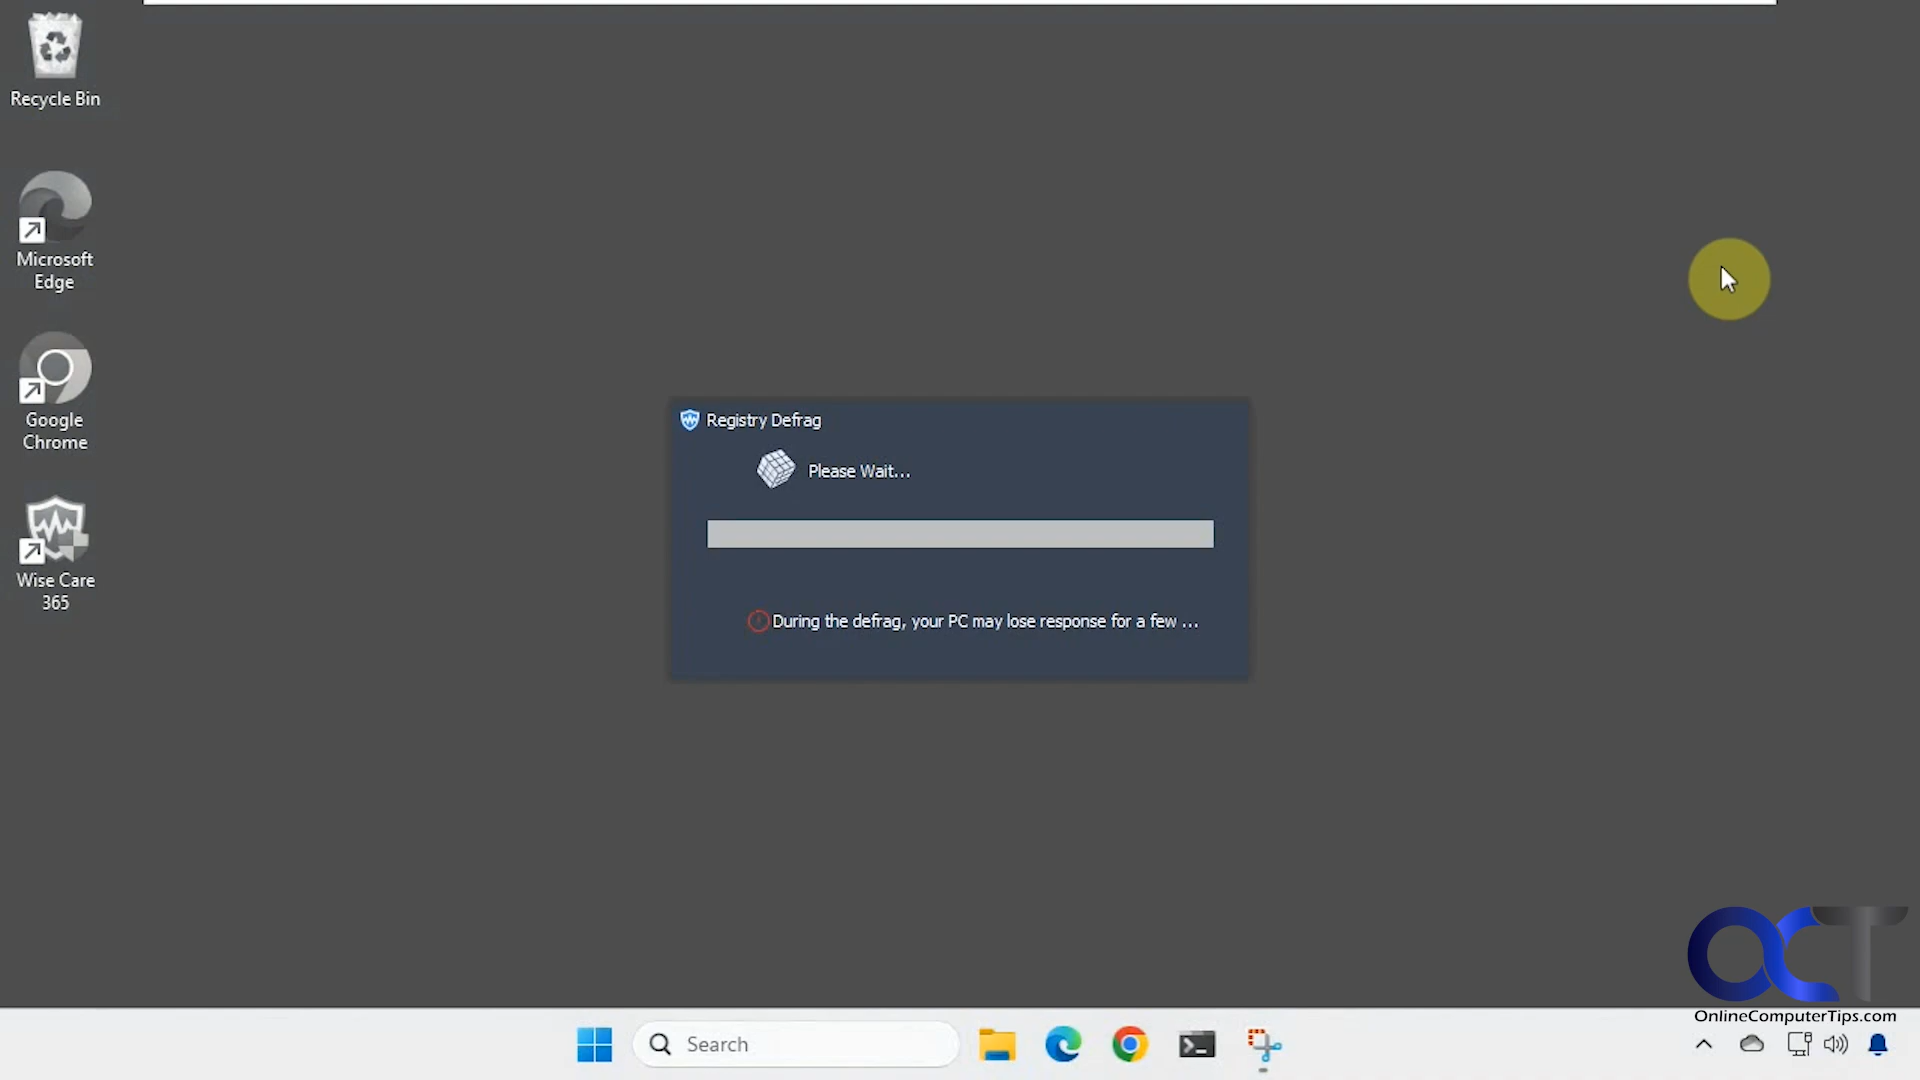 Recycle Bin
Microsoft
Edge
Google
Chrome
Wise Care
365
Registry Defrag
Please Wait...
During the defrag, your PC may lose response for a few ...
OCT
OnlineComputerTips.com
Search